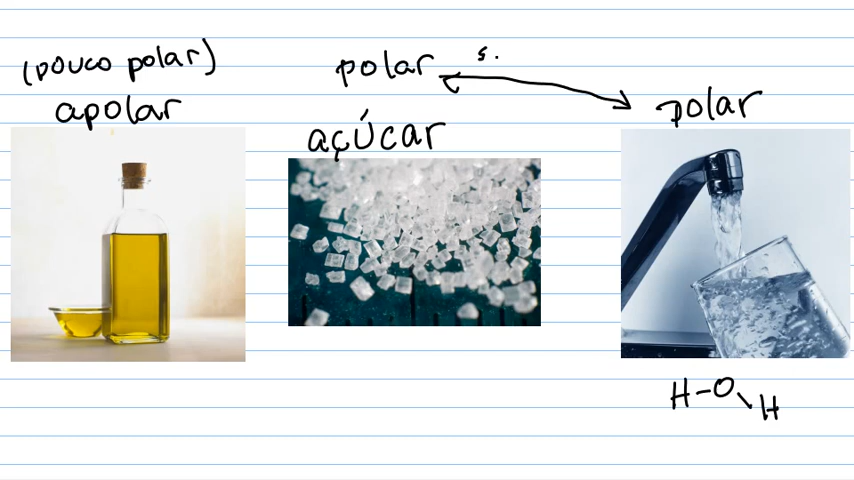 (pouco polar)
apolar
polar
s.
polar
açúcar
H-O
H